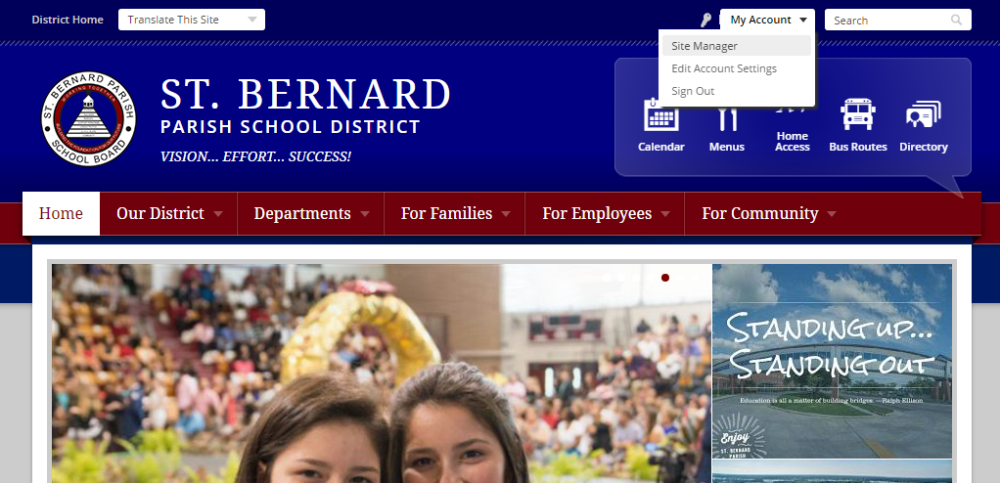 District Home
Translate This Site
My Account
Search
Site Manager
Edit Account Settings
Sign Out
ST. BERNARD PARISH
SCHOOL BOARD
WORKING TOGETHER
ST. BERNARD
PARISH SCHOOL DISTRICT
VISION... EFFORT... SUCCESS!
Calendar
Menus
Home
Access
Bus Routes
Directory
Home
Our District
Departments
For Families
For Employees
For Community
STANDING UP...
STANDING OUT
Education is all a matter of building bridges. —Ralph Ellison
Enjoy
ST. BERNARD
PARISH